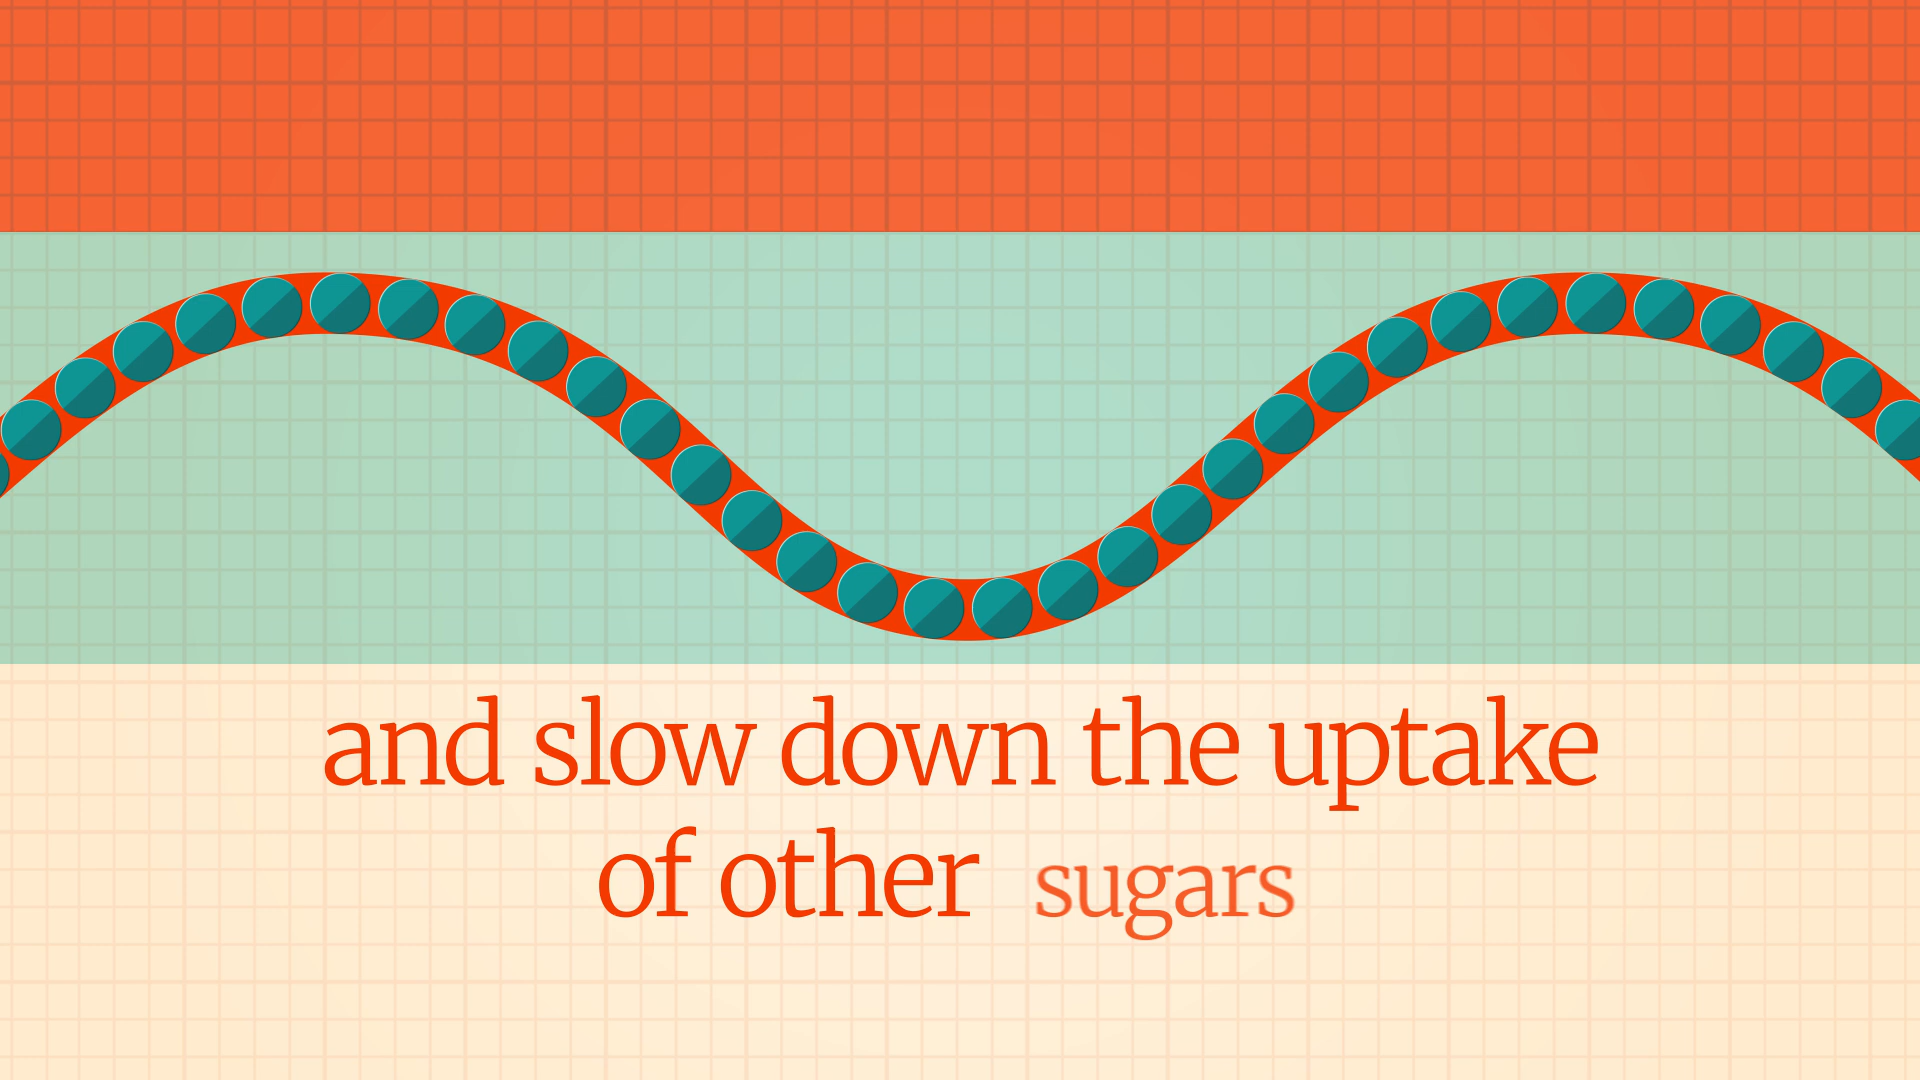 and slow down the uptake
of other sugars